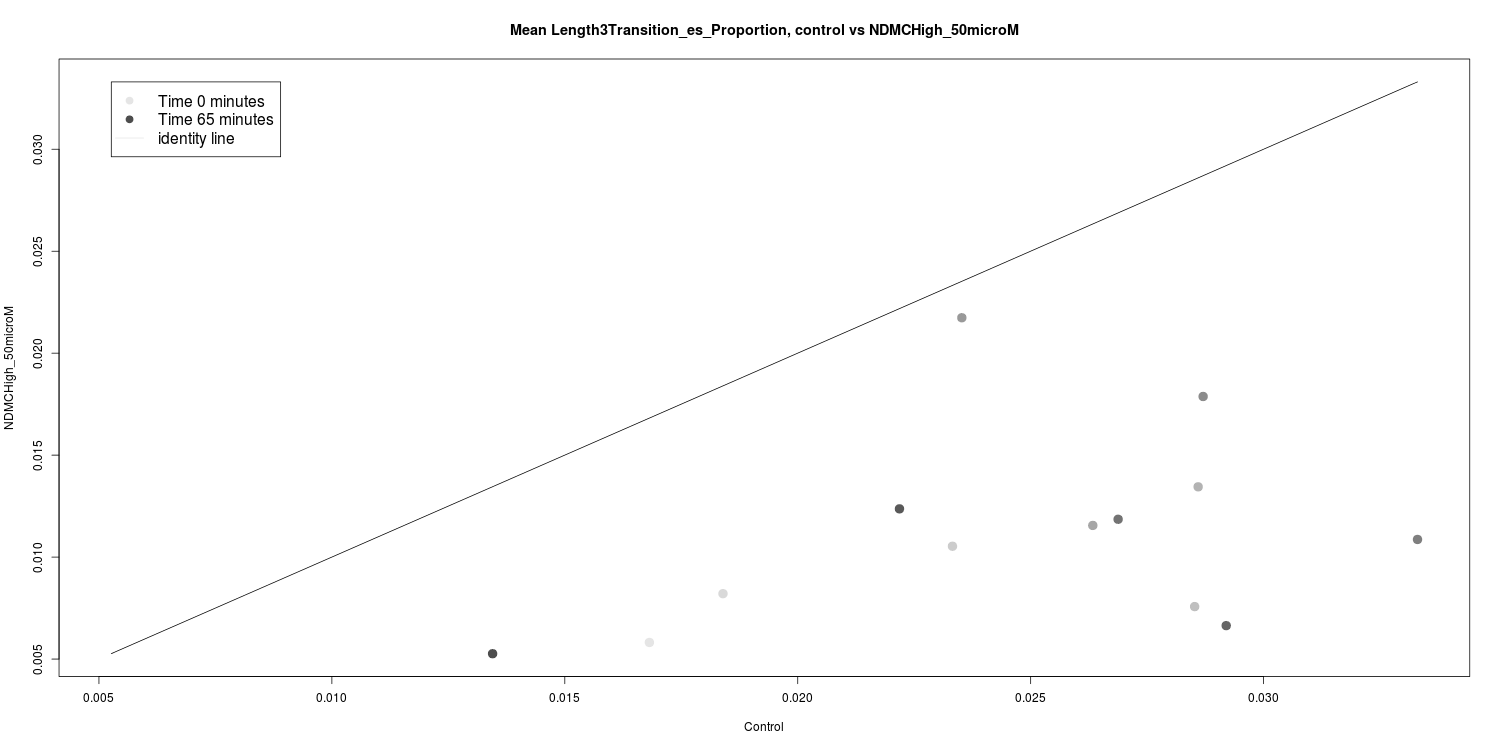 Mean Length3Transition_es_Proportion, control vs NDMCHigh_50microM
Time 0 minutes
Time 65 minutes
identity line
NDMCHigh_50microM
0.030
0.025
0.020
0.015
0.010
0.005
0.005 0.010 0.015 0.020 0.025 0.030
Control